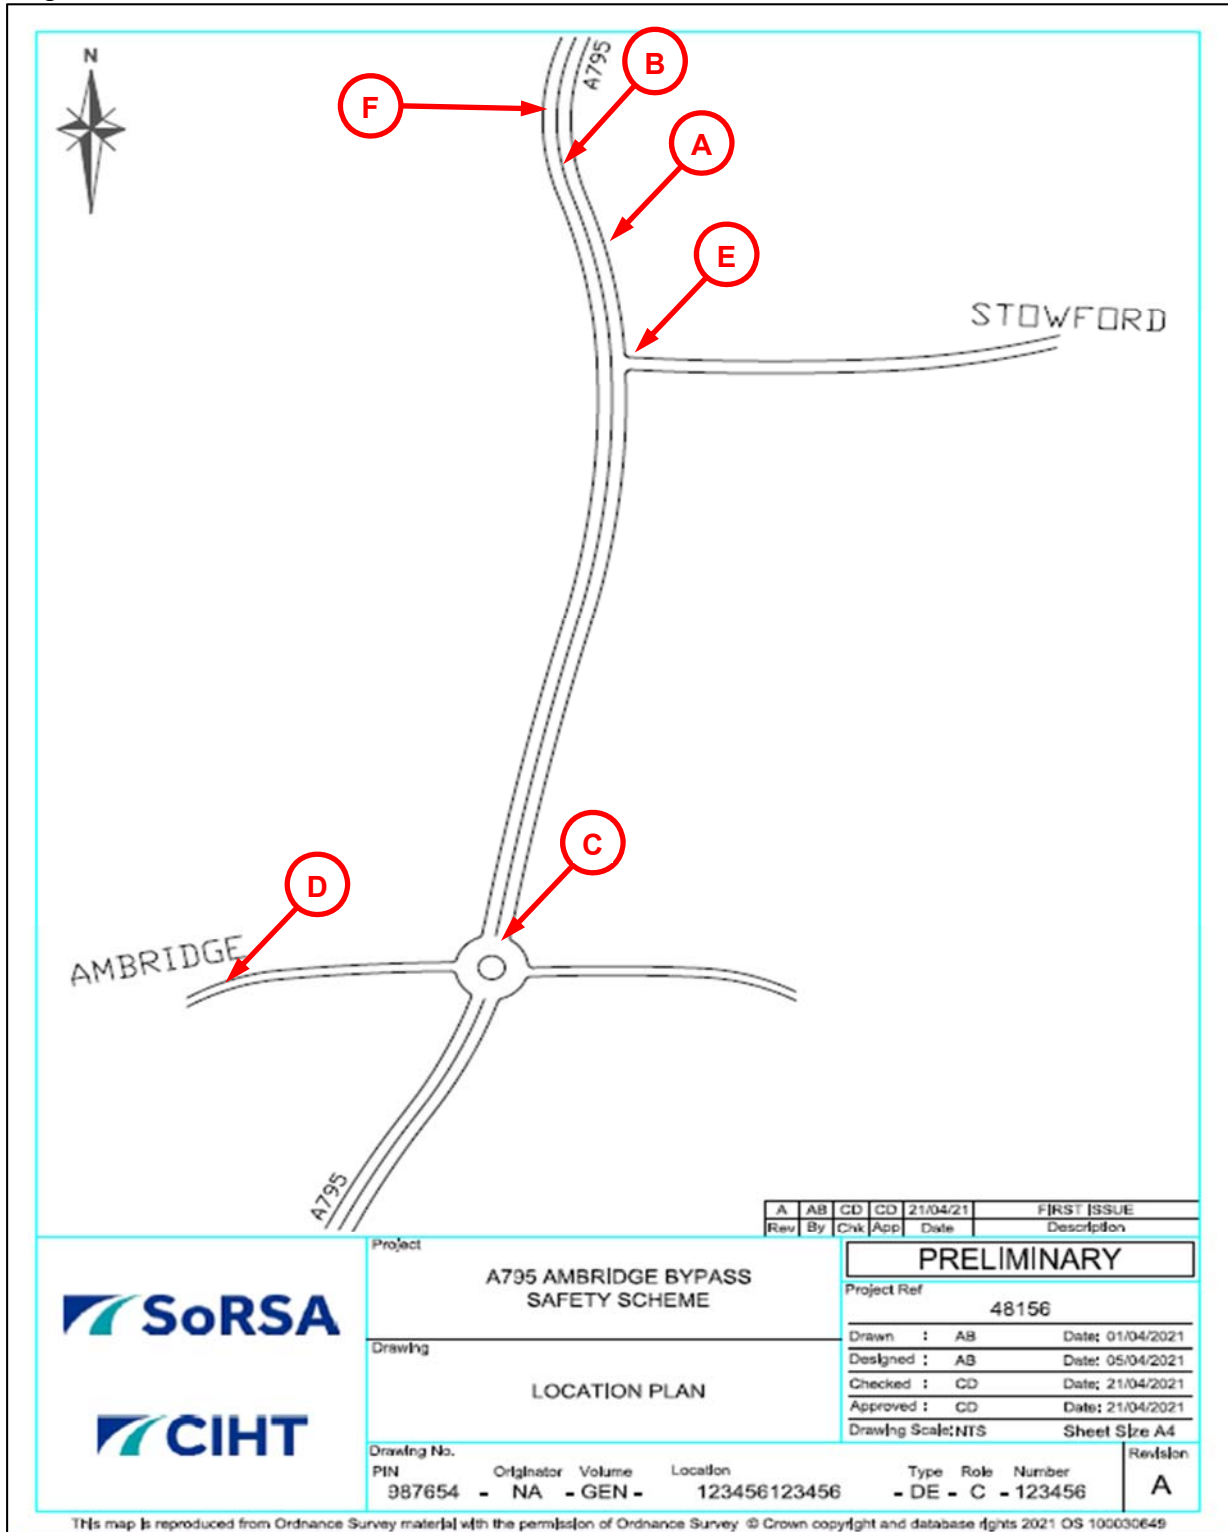 N
A795
B
F
A
E
STOWFORD
C
D
AMBRIDGE
A795
A AB CD CD 21/04/21 FIRST ISSUE
Rev By Chk App Date Description
SoRSA
CIHT
Project
A795 AMBRIDGE BYPASS
SAFETY SCHEME
Drawing
LOCATION PLAN
PRELIMINARY
Project Ref
48156
Drawn : AB Date: 01/04/2021
Designed : AB Date: 05/04/2021
Checked : CD Date: 21/04/2021
Approved : CD Date: 21/04/2021
Drawing Scale: NTS Sheet Size A4
Drawing No.
PIN Originator Volume Location Type Role Number
987654 - NA - GEN - 123456123456 - DE - C - 123456
Revision
A
This map is reproduced from Ordnance Survey material with the permission of Ordnance Survey © Crown copyright and database rights 2021 OS 100030649